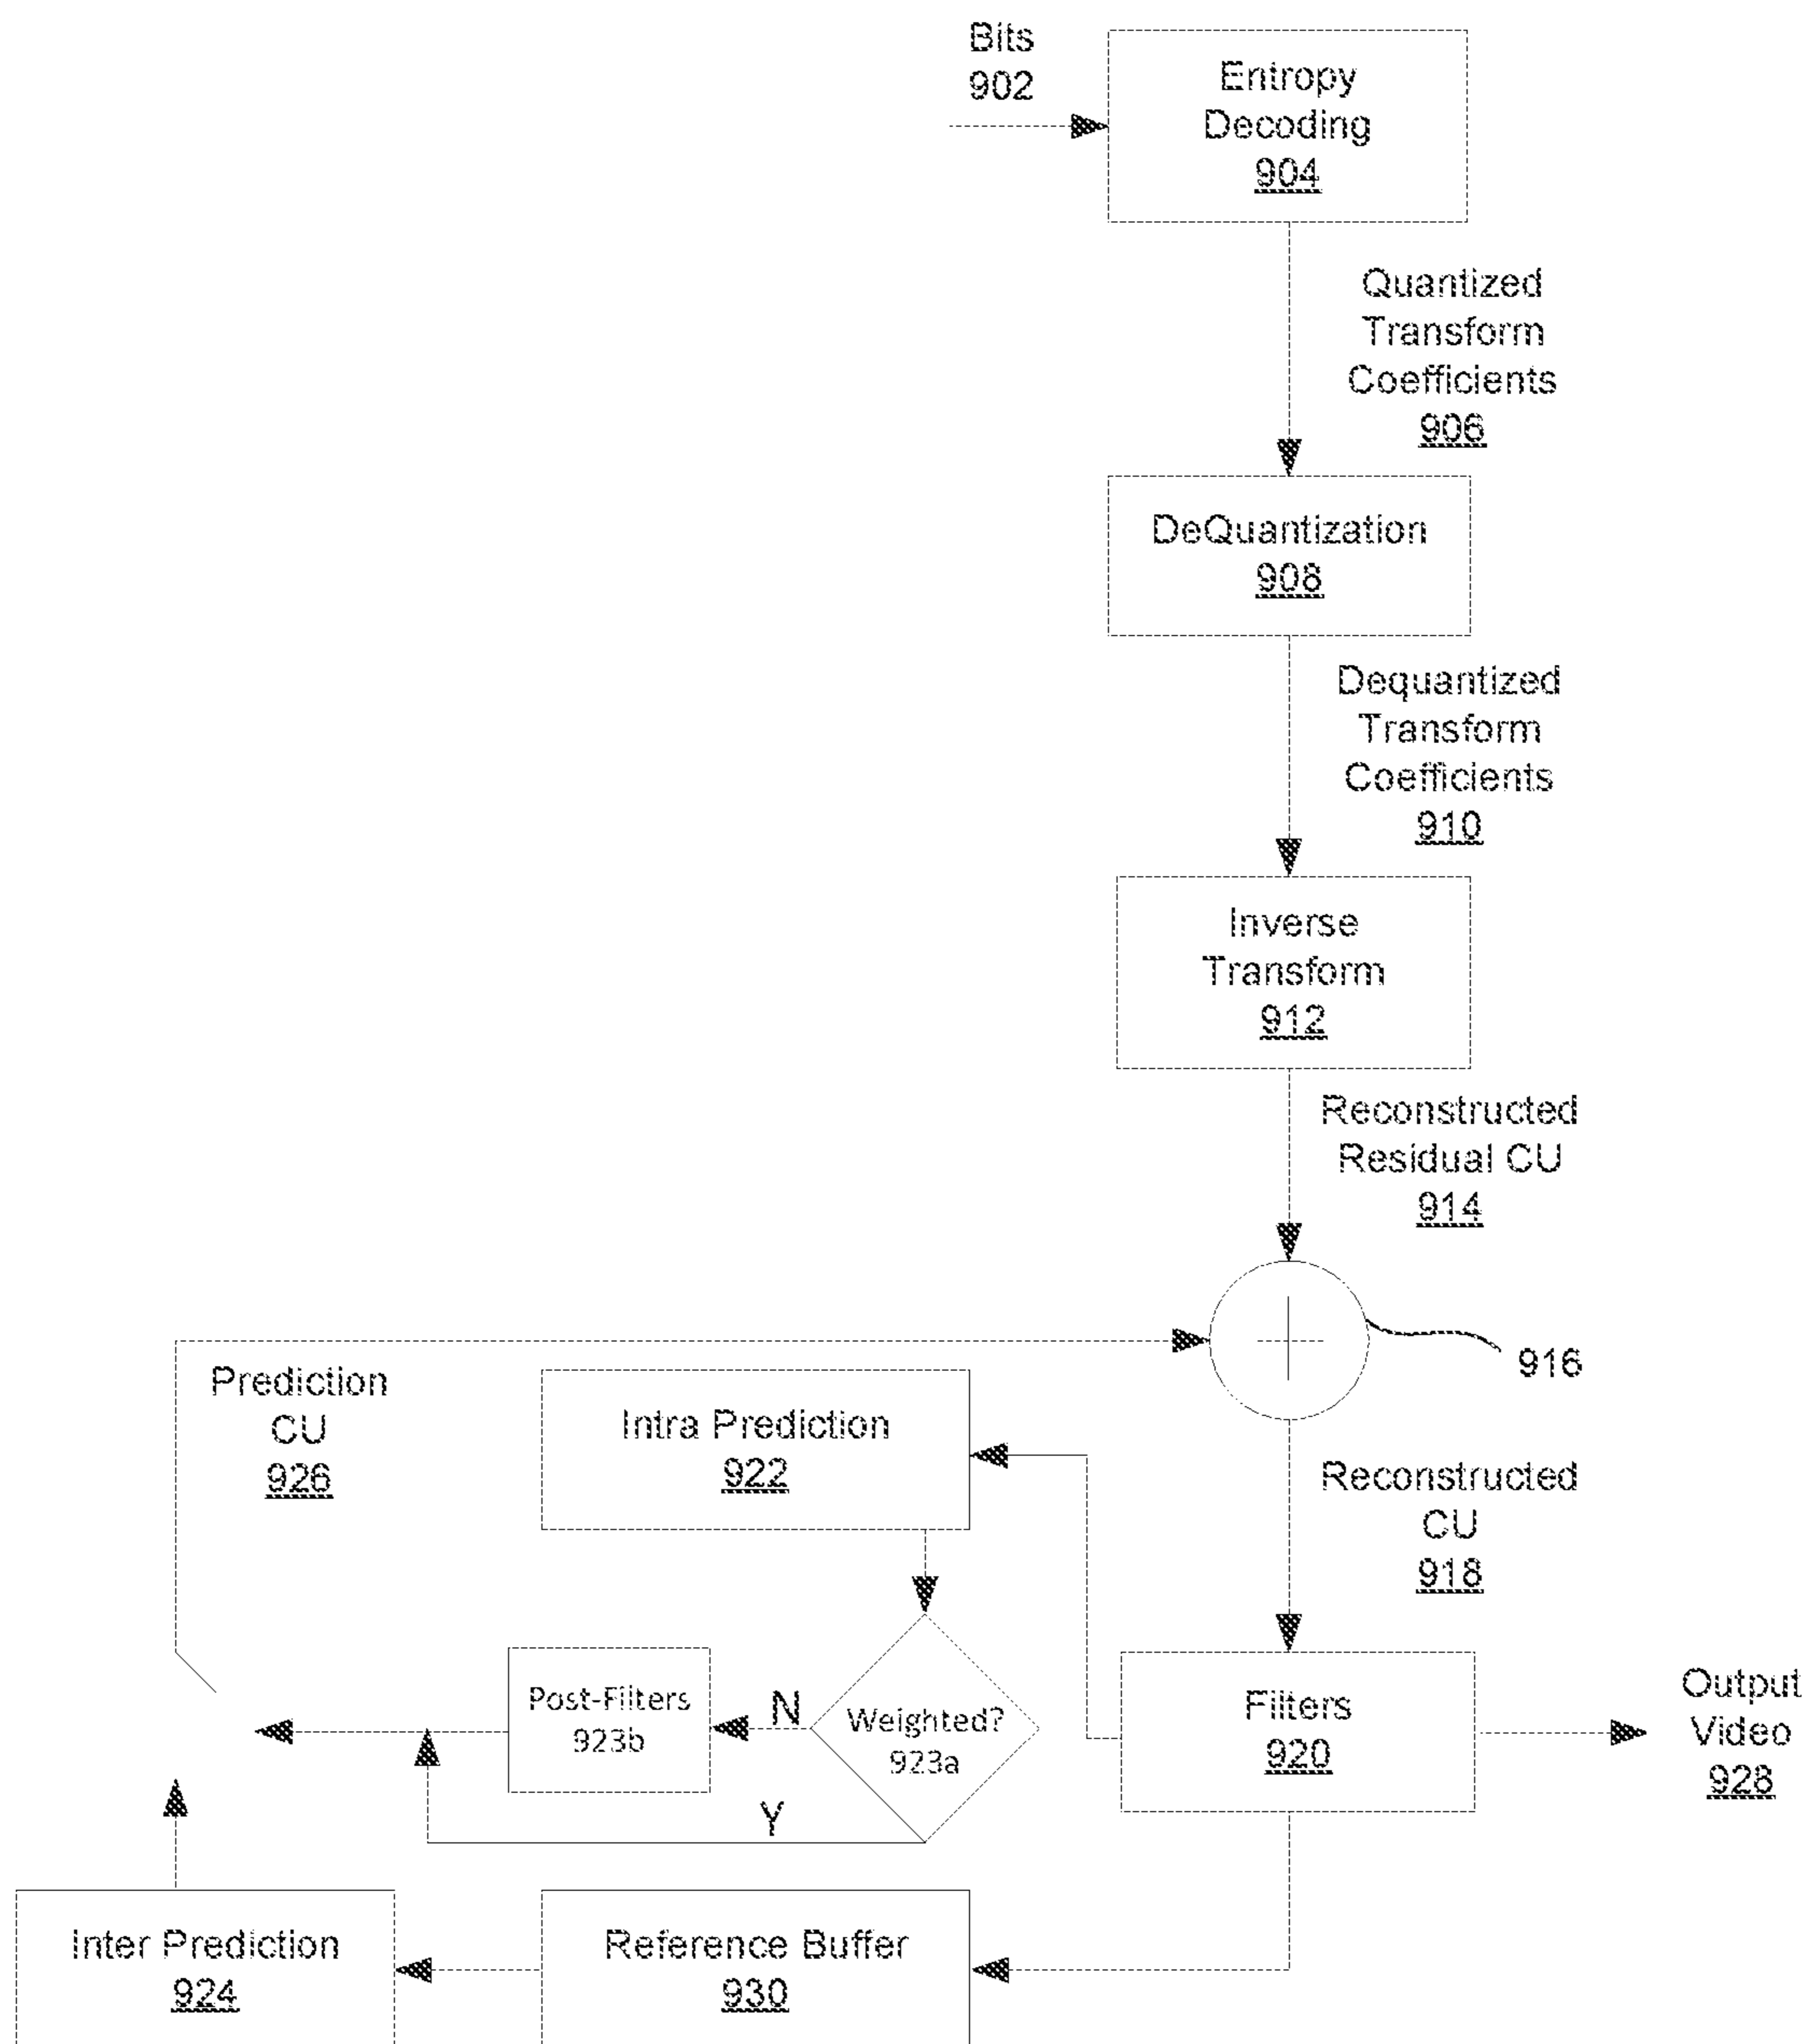 Bits
902
Entropy
Decoding
904
Quantized
Transform
Coefficients
906
DeQuantization
908
Dequantized
Transform
Coefficients
910
Inverse
Transform
912
Reconstructed
Residual CU
914
916
Prediction
CU
926
Intra Prediction
922
Reconstructed
CU
918
Post-Filters
923b
N
Weighted?
923a
Y
Filters
920
Output
Video
928
Inter Prediction
924
Reference Buffer
930